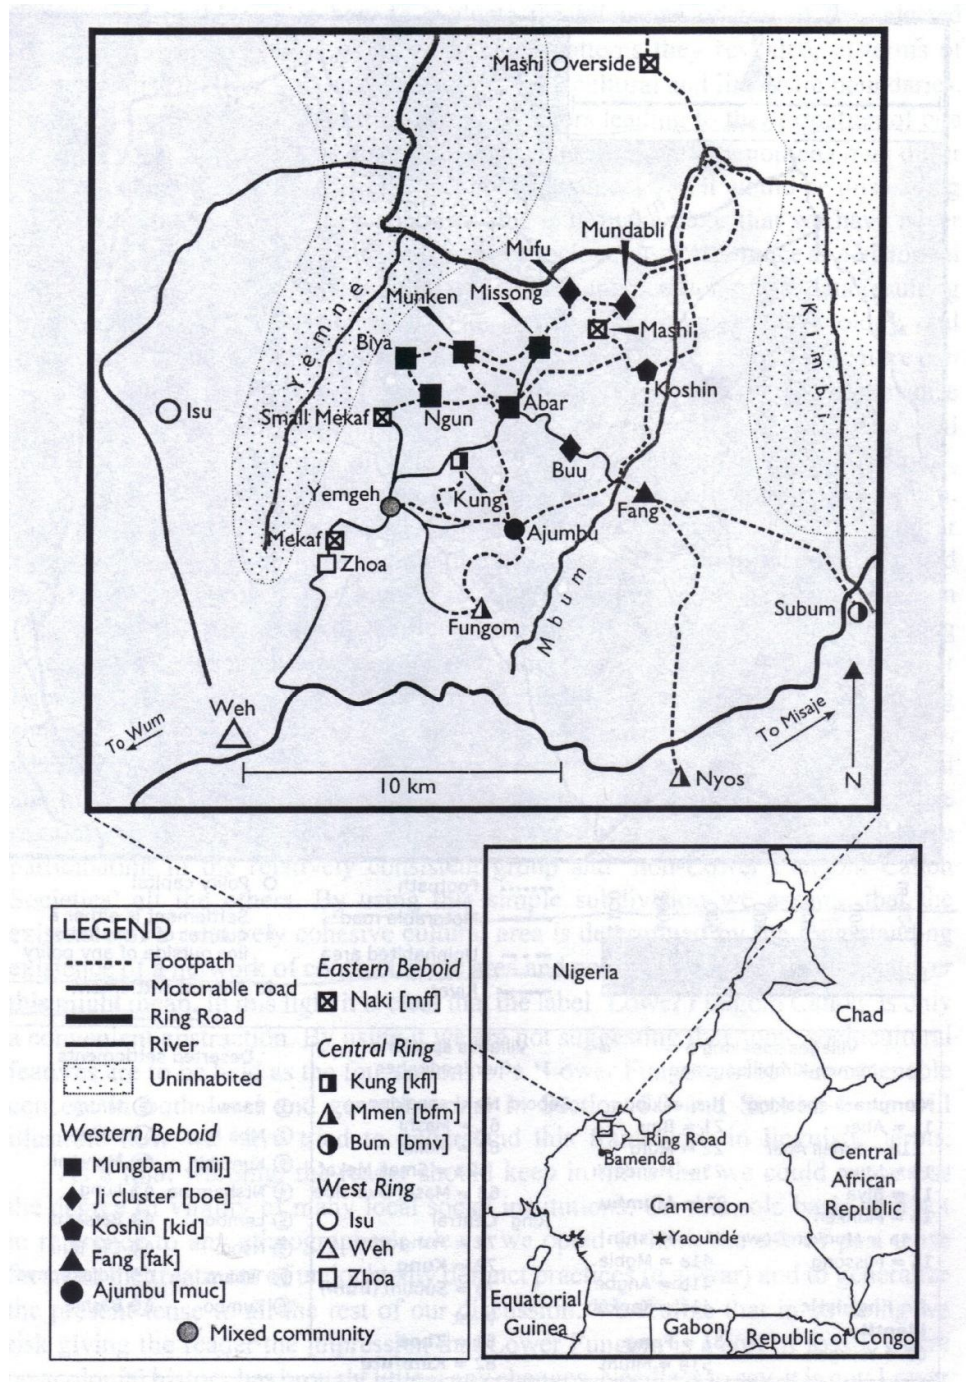 Mashi Overside
Mundabli
Mufu
Missong
Munken
Biya
Mashi
Koshin
Small Mekaf
Ngun
Abar
Isu
Yemne
Kimbi
Buu
Kung
Yemgeh
Fang
Ajumbu
Mekaf
Zhoa
Fungom
Mbum
Subum
Weh
To Wum
To Misaje
10 km
Nyos
N
LEGEND
Footpath
Motorable road
Ring Road
River
Uninhabited
Western Beboid
Mungbam [mij]
Ji cluster [boe]
Koshin [kid]
Fang [fak]
Ajumbu [muc]
Mixed community
Eastern Beboid
Naki [mff]
Central Ring
Kung [kfl]
Mmen [bfm]
Bum [bmv]
West Ring
Isu
Weh
Zhoa
Nigeria
Chad
Ring Road
Bamenda
Central
African
Republic
Cameroon
Yaoundé
Equatorial
Guinea
Gabon
Republic of Congo